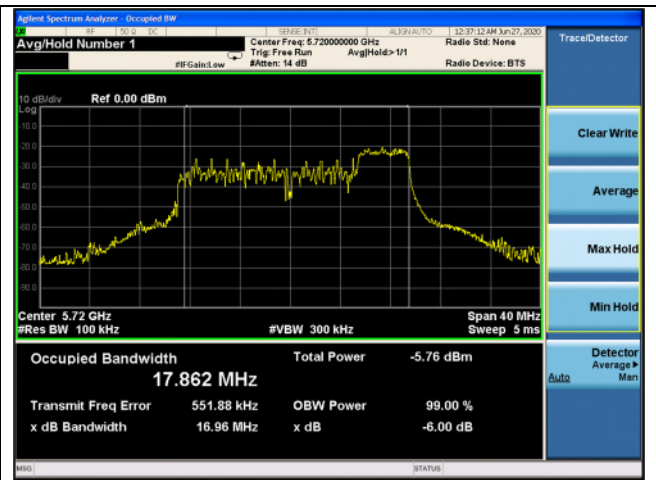 Agilent Spectrum Analyzer - Occupied BW
RF 50 Ω DC SENSE:INT ALIGN AUTO 12:37:12 AM Jun 27, 2020
Avg/Hold Number 1 Center Freq: 5.720000000 GHz Radio Std: None
Trig: Free Run Avg|Hold:>1/1
#IFGain:Low #Atten: 14 dB Radio Device: BTS
10 dB/div Ref 0.00 dBm
Log
-10.0
-20.0
-30.0
-40.0
-50.0
-60.0
-70.0
-80.0
-90.0
Center 5.72 GHz Span 40 MHz
#Res BW 100 kHz #VBW 300 kHz Sweep 5 ms
Occupied Bandwidth Total Power -5.76 dBm
17.862 MHz
Transmit Freq Error 551.88 kHz OBW Power 99.00 %
x dB Bandwidth 16.96 MHz x dB -6.00 dB
MSG STATUS
Trace/Detector
Clear Write
Average
Max Hold
Min Hold
Detector
Average▶
Auto Man